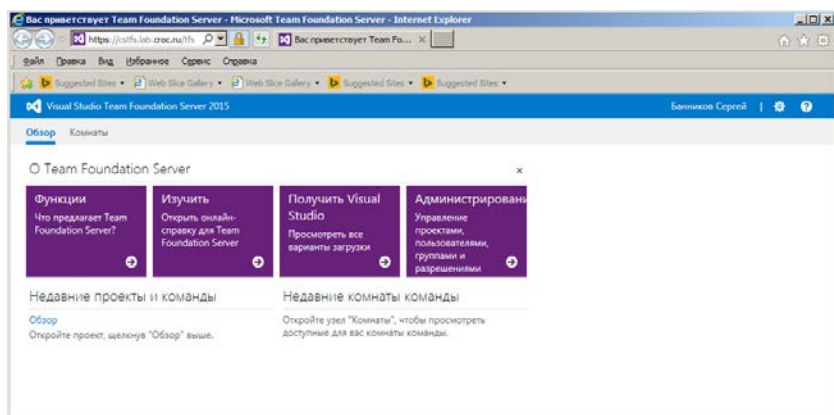 Вас приветствует Team Foundation Server - Microsoft Team Foundation Server - Internet Explorer
https://cstfs.lab.croc.ru/tfs
Вас приветствует Team Fo...
Файл Правка Вид Избранное Сервис Справка
Suggested Sites Web Slice Gallery Web Slice Gallery Suggested Sites Suggested Sites
Visual Studio Team Foundation Server 2015
Банников Сергей
Обзор Комнаты
О Team Foundation Server
Функции
Что предлагает Team
Foundation Server?
Изучить
Открыть онлайн-
справку для Team
Foundation Server
Получить Visual
Studio
Просмотреть все
варианты загрузки
Администрировани
Управление
проектами,
пользователями,
группами и
разрешениями
Недавние проекты и команды
Обзор
Откройте проект, щелкнув "Обзор" выше.
Недавние комнаты команды
Откройте узел "Комнаты", чтобы просмотреть
доступные для вас комнаты команды.